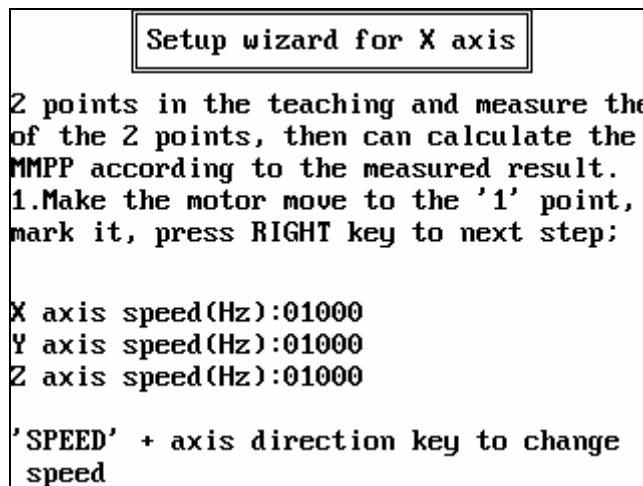 Setup wizard for X axis
2 points in the teaching and measure the
of the 2 points, then can calculate the
MMPP according to the measured result.
1.Make the motor move to the '1' point,
mark it, press RIGHT key to next step;
X axis speed(Hz):01000
Y axis speed(Hz):01000
Z axis speed(Hz):01000
'SPEED' + axis direction key to change
speed